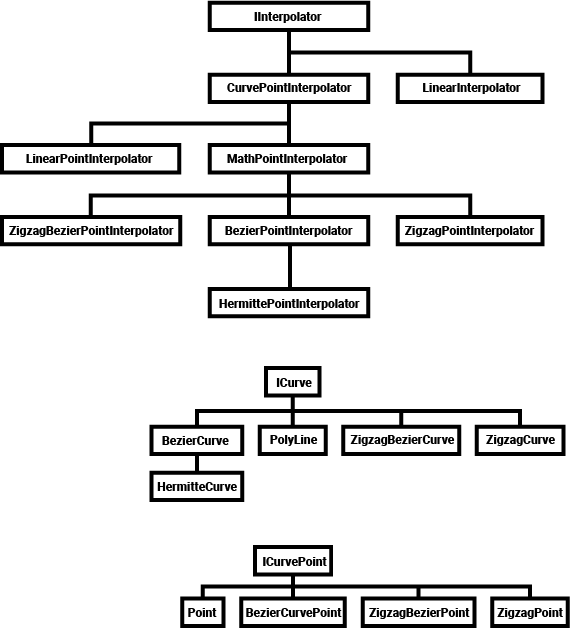 IInterpolator
CurvePointInterpolator
LinearInterpolator
LinearPointInterpolator
MathPointInterpolator
ZigzagBezierPointInterpolator
BezierPointInterpolator
ZigzagPointInterpolator
HermittePointInterpolator
ICurve
BezierCurve
PolyLine
ZigzagBezierCurve
ZigzagCurve
HermitteCurve
ICurvePoint
Point
BezierCurvePoint
ZigzagBezierPoint
ZigzagPoint